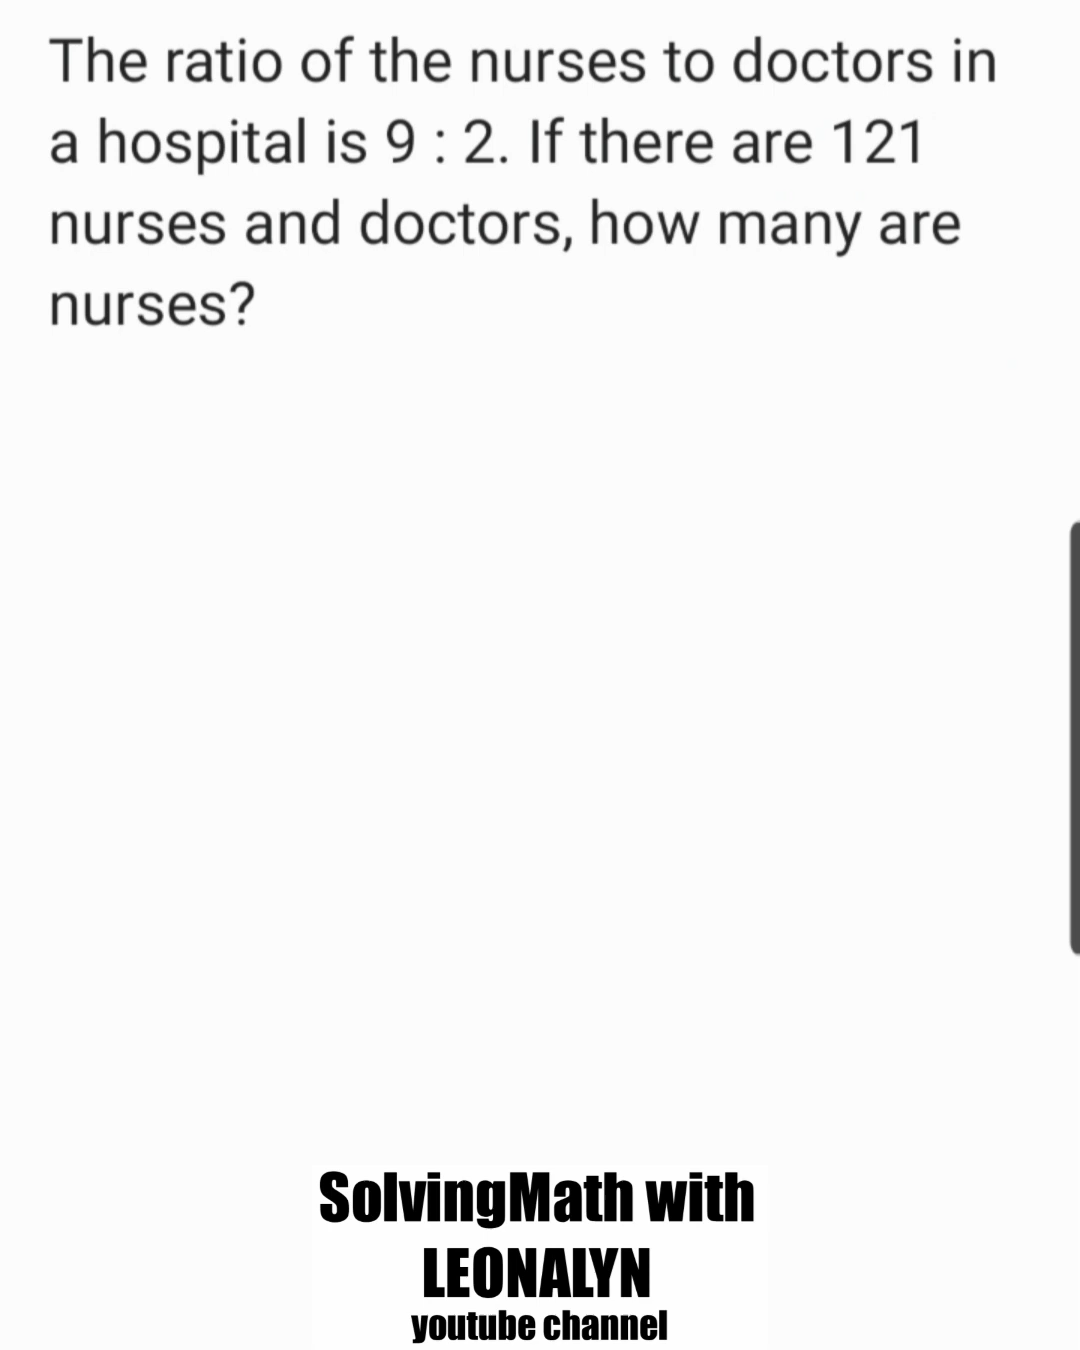 The ratio of the nurses to doctors in
a hospital is 9 : 2. If there are 121
nurses and doctors, how many are
nurses?
SolvingMath with
LEONALYN
youtube channel